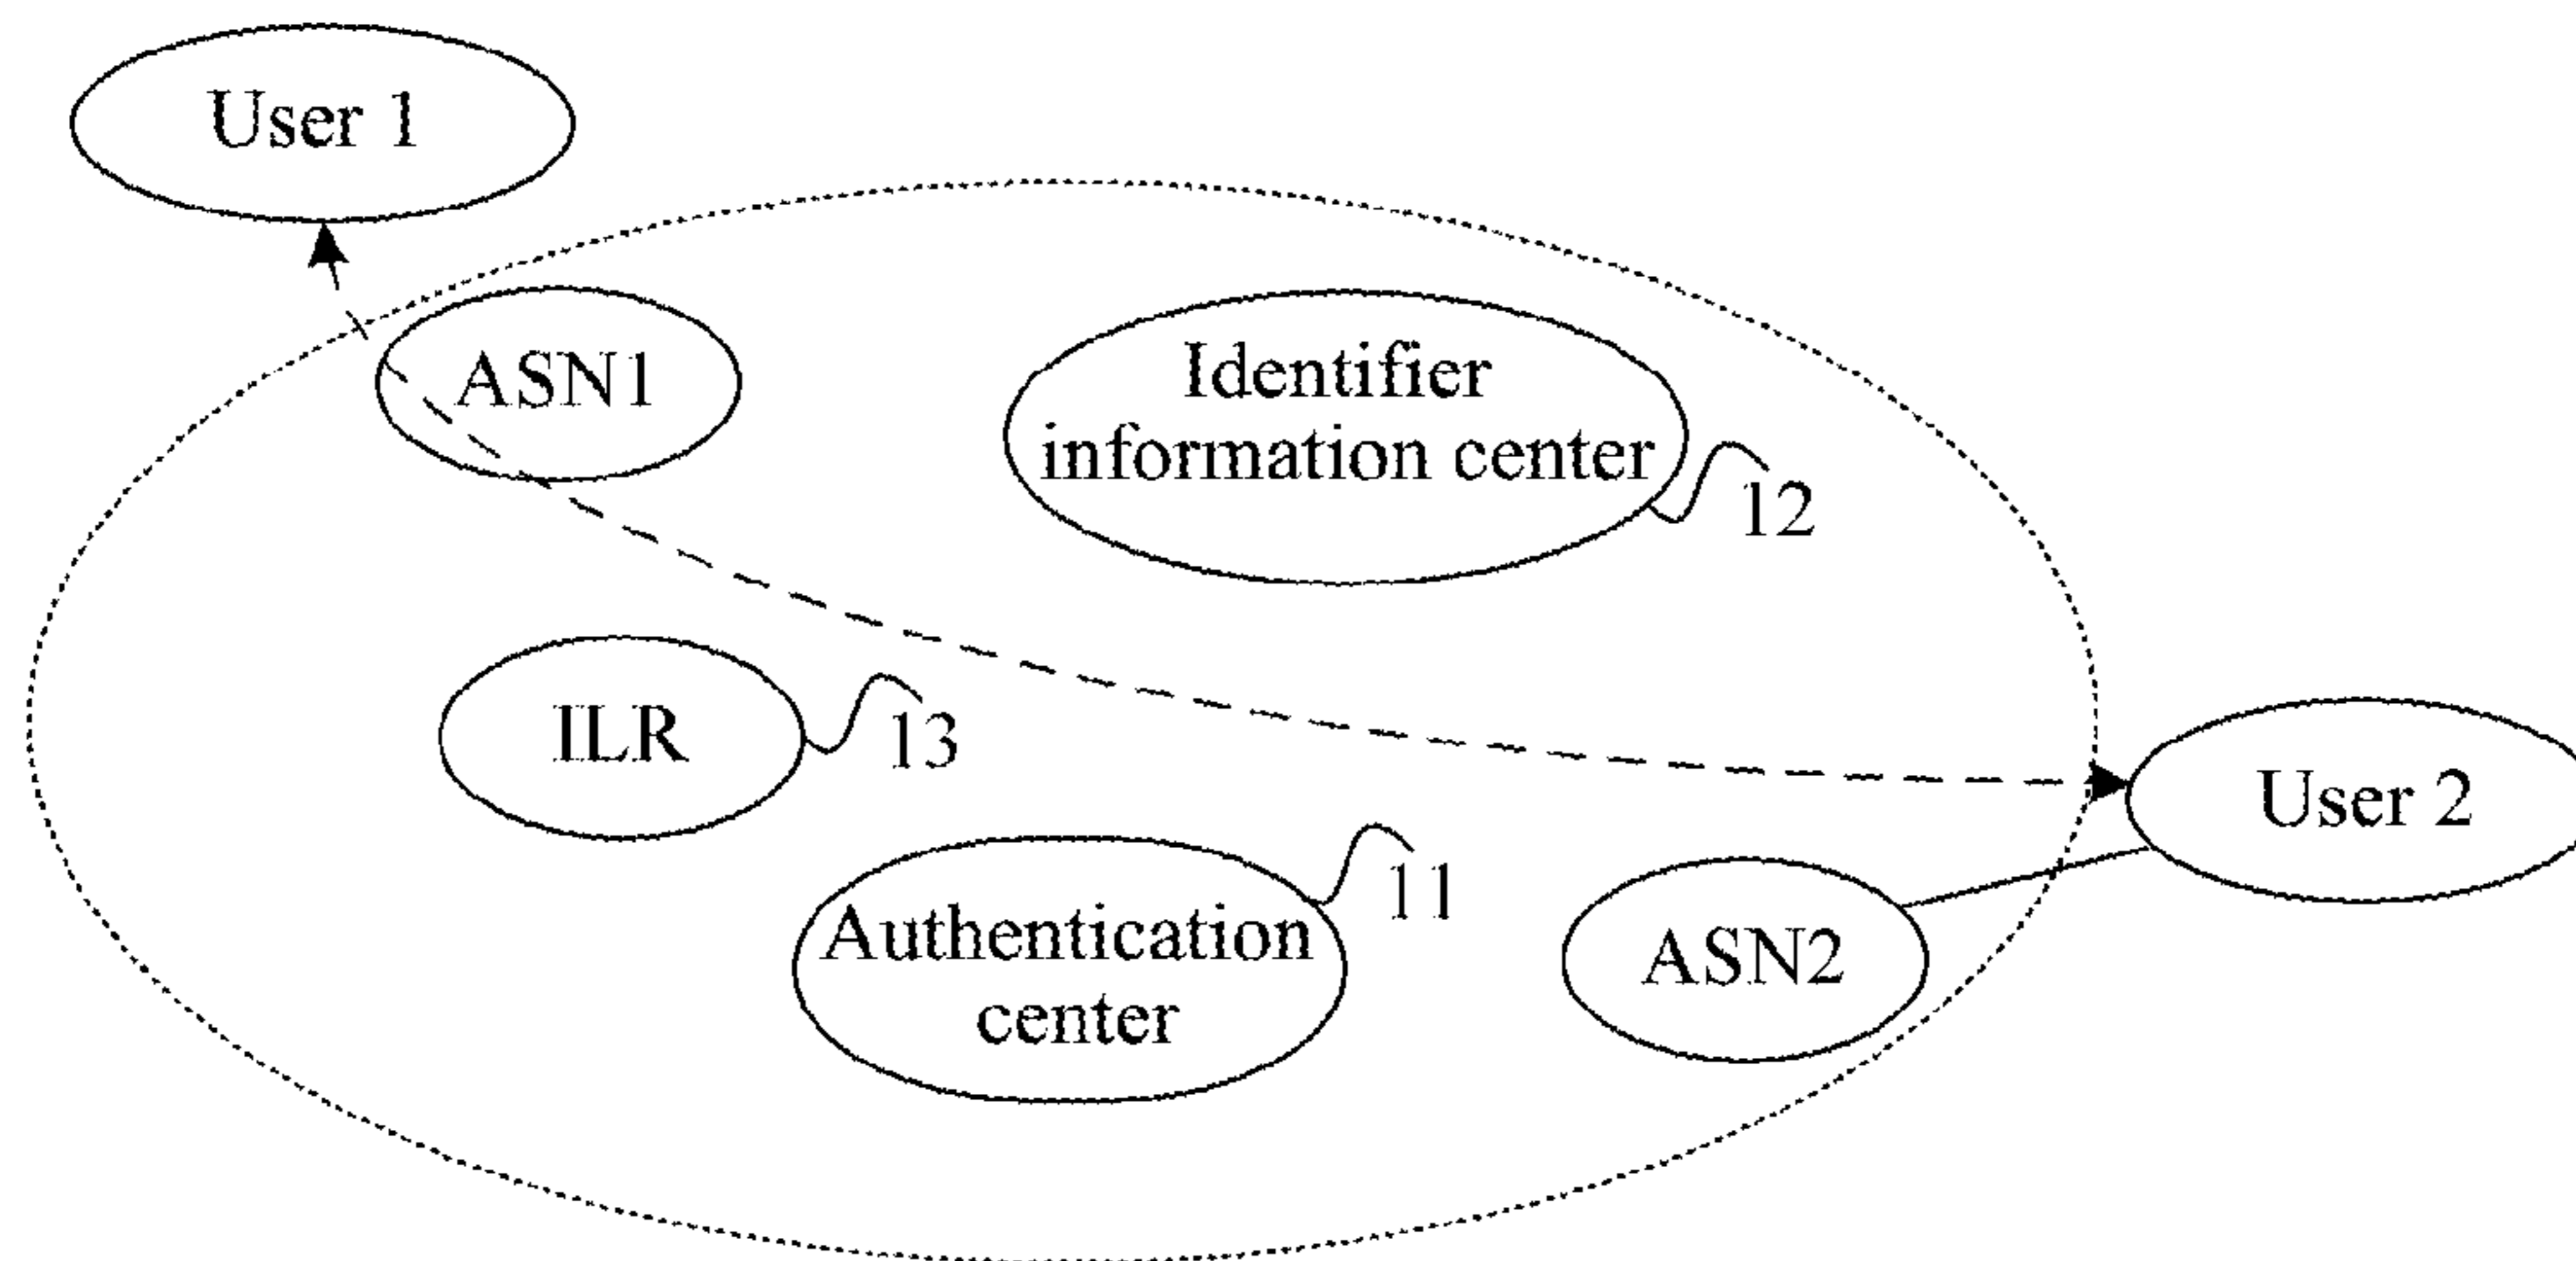 User 1
ASN1
Identifier
information center
12
ILR
13
User 2
11
Authentication
center
ASN2